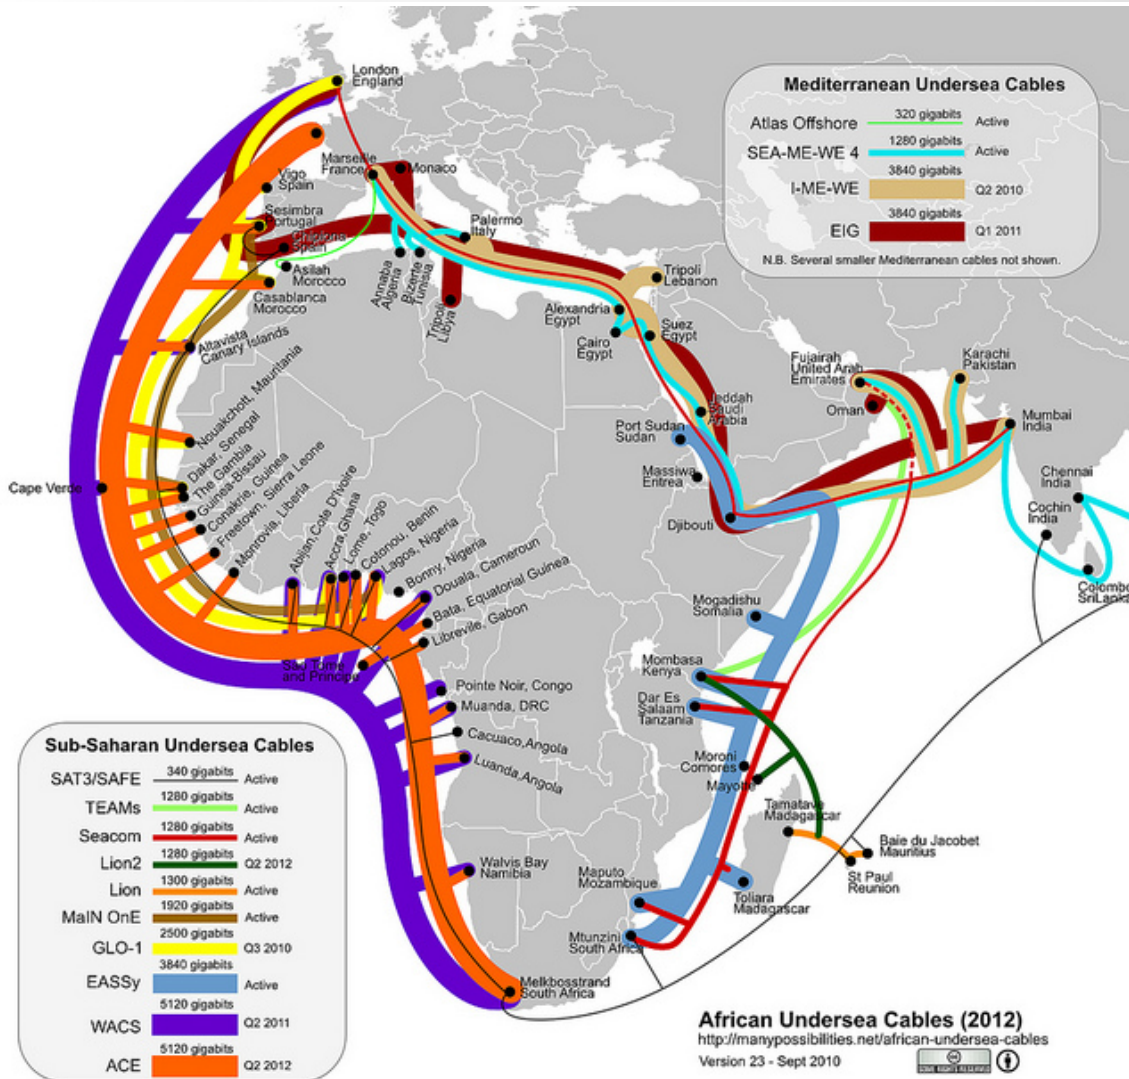 London
England
Marseille
France
Monaco
Vigo
Spain
Sesimbra
Portugal
Chipiona
Spain
Palermo
Italy
Asilah
Morocco
Casablanca
Morocco
Annaba
Algeria
Bizerte
Tunisia
Tripoli
Libya
Tripoli
Lebanon
Alexandria
Egypt
Cairo
Egypt
Suez
Egypt
Altavista
Canary Islands
Jeddah
Saudi
Arabia
Port Sudan
Sudan
Massiwa
Eritrea
Djibouti
Fujairah
United Arab
Emirates
Oman
Karachi
Pakistan
Mumbai
India
Chennai
India
Cochin
India
Colombo
SriLanka
Nouakchott, Mauritania
Dakar, Senegal
The Gambia
Guinea-Bissau
Conakrie, Guinea
Freetown, Sierra Leone
Monrovia, Liberia
Cape Verde
Abijan,Cote D'Ivoire
Accra,Ghana
Lome, Togo
Cotonou, Benin
Lagos, Nigeria
Bonny, Nigeria
Douala, Cameroun
Bata, Equatorial Guinea
Libreville, Gabon
Sao Tome
and Principe
Pointe Noir, Congo
Muanda, DRC
Cacuaco,Angola
Luanda,Angola
Mogadishu
Somalia
Mombasa
Kenya
Dar Es
Salaam
Tanzania
Moroni
Comores
Mayotte
Tamatave
Madagascar
Baie du Jacobet
Mauritius
St Paul
Reunion
Toliara
Madagascar
Maputo
Mozambique
Mtunzini
South Africa
Walvis Bay
Namibia
Melkbosstrand
South Africa
Mediterranean Undersea Cables
Atlas Offshore 320 gigabits Active
SEA-ME-WE 4 1280 gigabits Active
I-ME-WE 3840 gigabits Q2 2010
EIG 3840 gigabits Q1 2011
N.B. Several smaller Mediterranean cables not shown.
Sub-Saharan Undersea Cables
SAT3/SAFE 340 gigabits Active
TEAMs 1280 gigabits Active
Seacom 1280 gigabits Active
Lion2 1280 gigabits Q2 2012
Lion 1300 gigabits Active
MaIN OnE 1920 gigabits Active
GLO-1 2500 gigabits Q3 2010
EASSy 3840 gigabits Active
WACS 5120 gigabits Q2 2011
ACE 5120 gigabits Q2 2012
African Undersea Cables (2012)
http://manypossibilities.net/african-undersea-cables
Version 23 - Sept 2010
SOME RIGHTS RESERVED